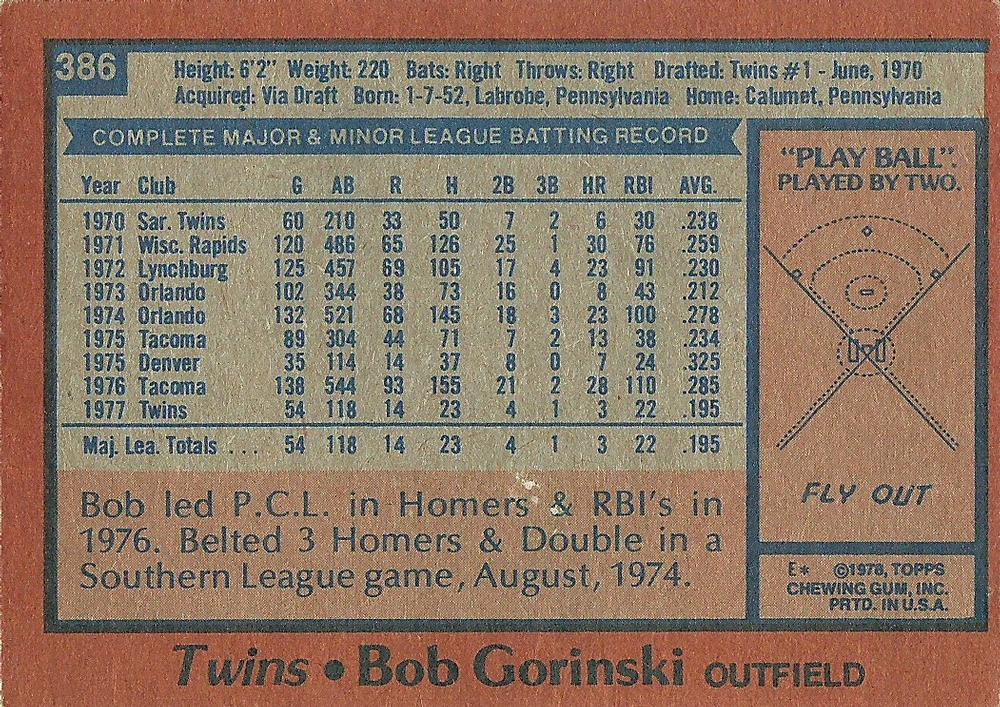 386
Height: 6'2" Weight: 220 Bats: Right Throws: Right Drafted: Twins #1 - June, 1970
Acquired: Via Draft Born: 1-7-52, Labrobe, Pennsylvania Home: Calumet, Pennsylvania
COMPLETE MAJOR & MINOR LEAGUE BATTING RECORD
Year Club G AB R H 2B 3B HR RBI AVG.
1970 Sar. Twins 60 210 33 50 7 2 6 30 .238
1971 Wisc. Rapids 120 486 65 126 25 1 30 76 .259
1972 Lynchburg 125 457 69 105 17 4 23 91 .230
1973 Orlando 102 344 38 73 16 0 8 43 .212
1974 Orlando 132 521 68 145 18 3 23 100 .278
1975 Tacoma 89 304 44 71 7 2 13 38 .234
1975 Denver 35 114 14 37 8 0 7 24 .325
1976 Tacoma 138 544 93 155 21 2 28 110 .285
1977 Twins 54 118 14 23 4 1 3 22 .195
Maj. Lea. Totals . . . 54 118 14 23 4 1 3 22 .195
Bob led P.C.L. in Homers & RBI's in
1976. Belted 3 Homers & Double in a
Southern League game, August, 1974.
"PLAY BALL".
PLAYED BY TWO.
FLY OUT
E* ©1978, TOPPS
CHEWING GUM, INC.
PRTD. IN U.S.A.
Twins • Bob Gorinski OUTFIELD